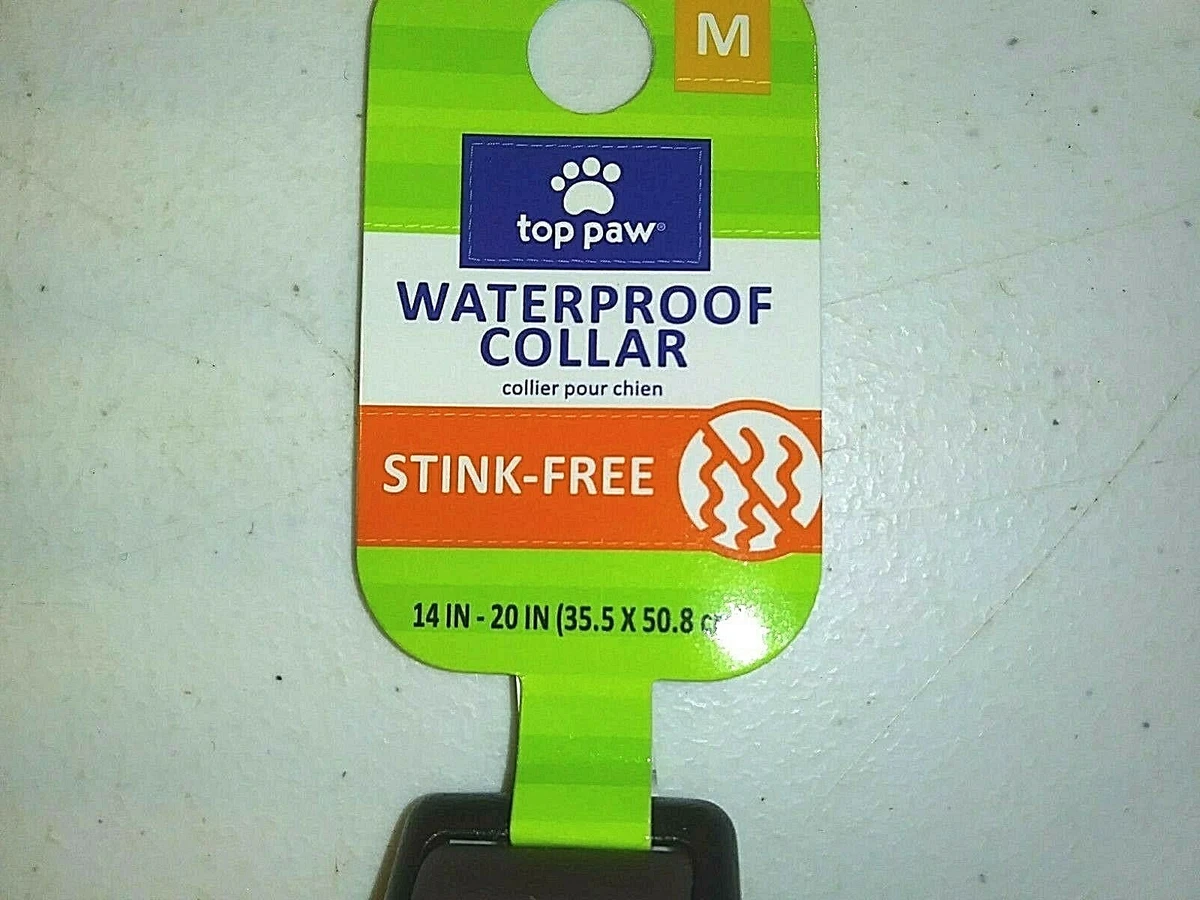 M
top paw®
WATERPROOF
COLLAR
collier pour chien
STINK-FREE
14 IN - 20 IN (35.5 X 50.8